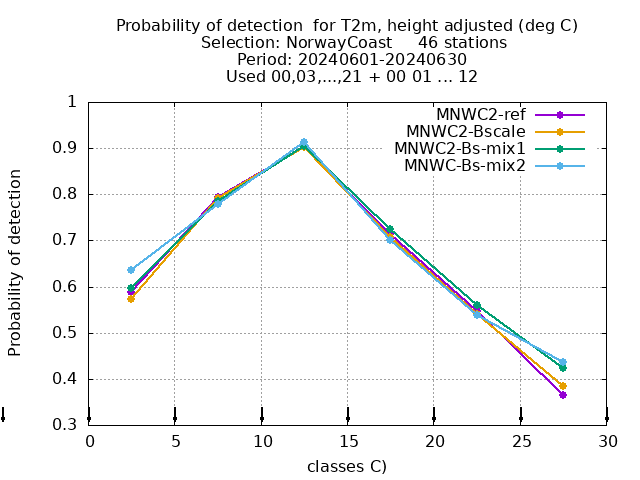 Probability of detection  for T2m, height adjusted (deg C)
Selection: NorwayCoast     46 stations
Period: 20240601-20240630
Used 00,03,...,21 + 00 01 ... 12
MNWC2-ref
MNWC2-Bscale
MNWC2-Bs-mix1
MNWC-Bs-mix2
1
0.9
0.8
0.7
0.6
0.5
0.4
0.3
Probability of detection
0 5 10 15 20 25 30
classes C)